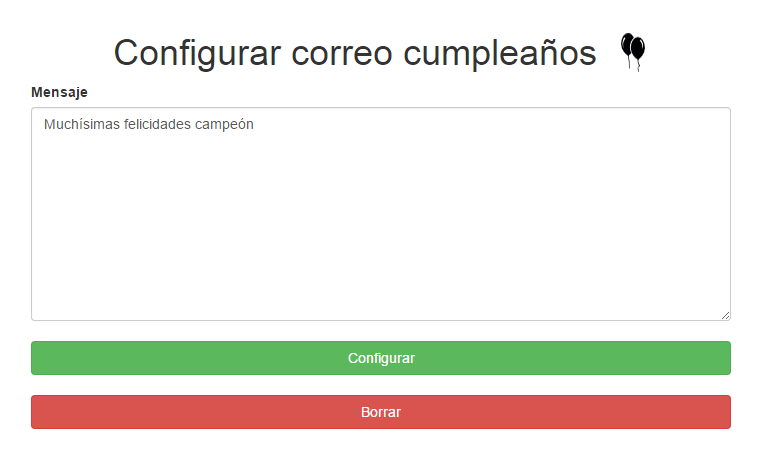 Configurar correo cumpleaños
Mensaje
Muchísimas felicidades campeón
Configurar
Borrar